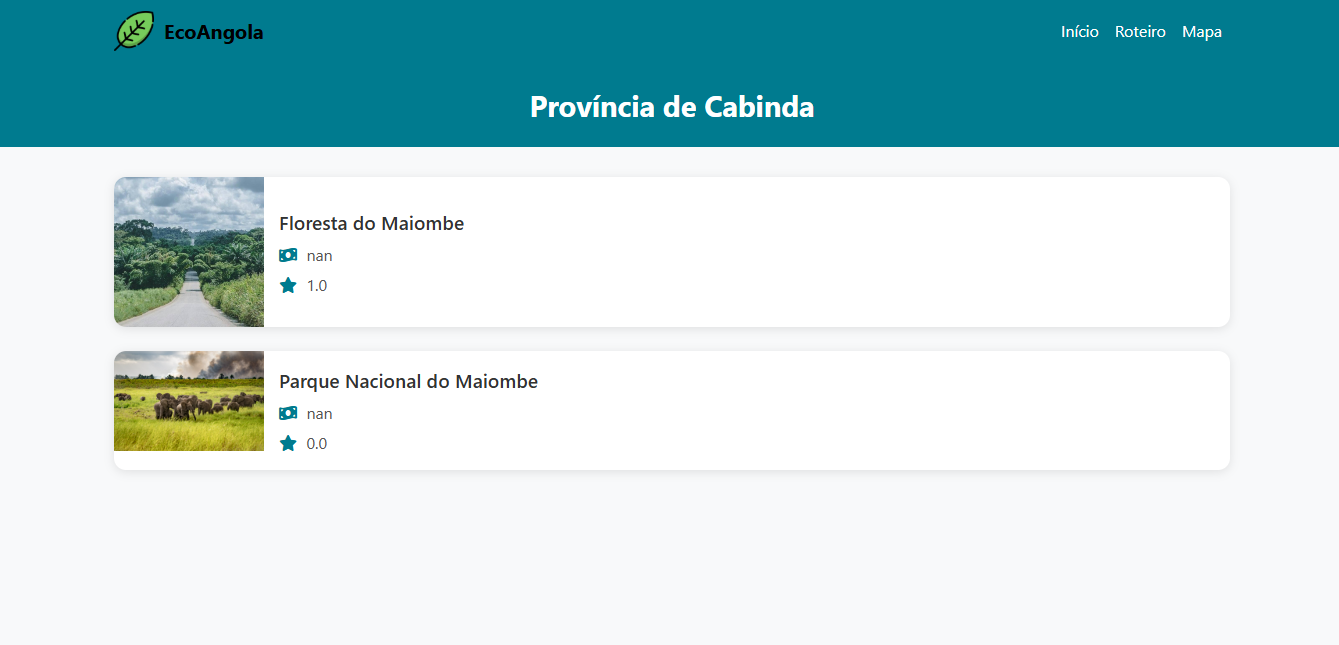 EcoAngola
Início Roteiro Mapa
Província de Cabinda
Floresta do Maiombe
nan
1.0
Parque Nacional do Maiombe
nan
0.0